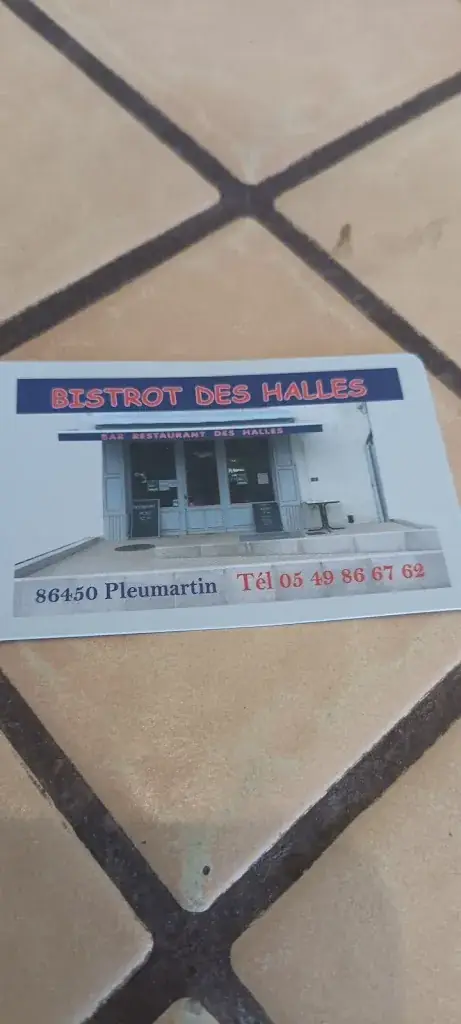 BISTROT DES HALLES
BAR RESTAURANT DES HALLES
86450 Pleumartin Tél 05 49 86 67 62